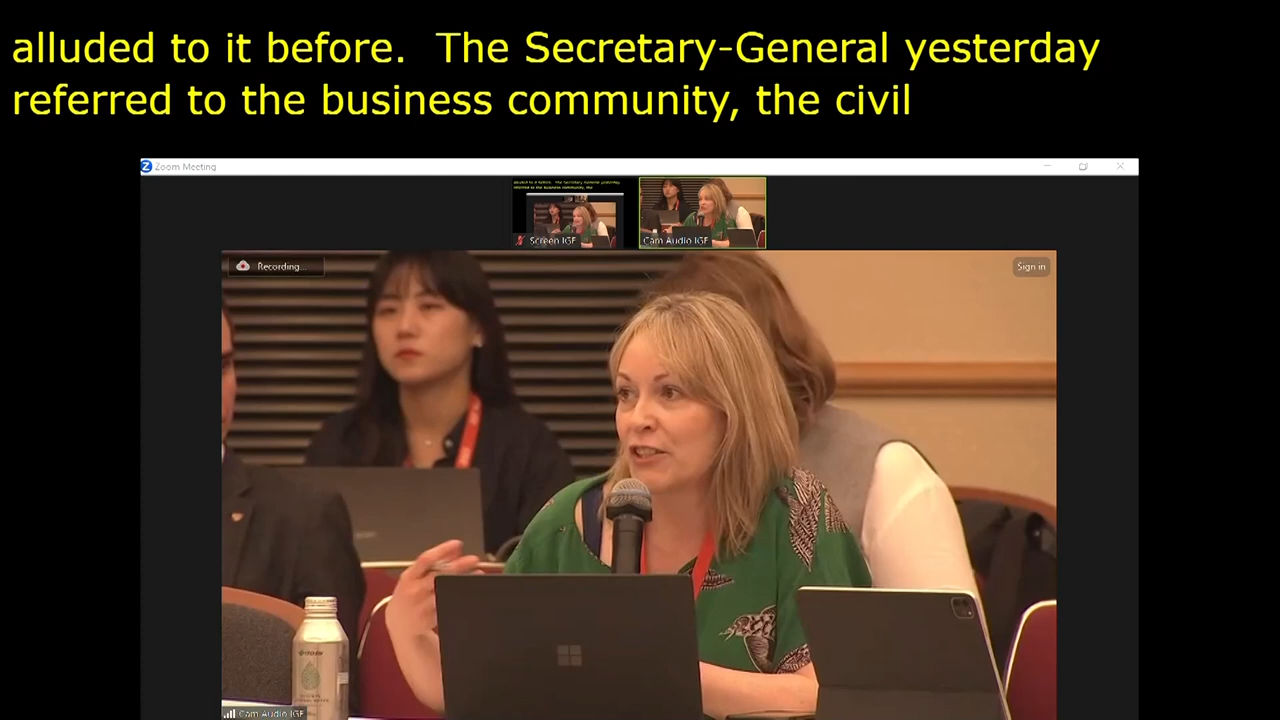 alluded to it before. The Secretary-General yesterday
referred to the business community, the civil
Zoom Meeting
Screen IGF
Cam Audio IGF
Recording...
Sign in
Cam Audio IGF